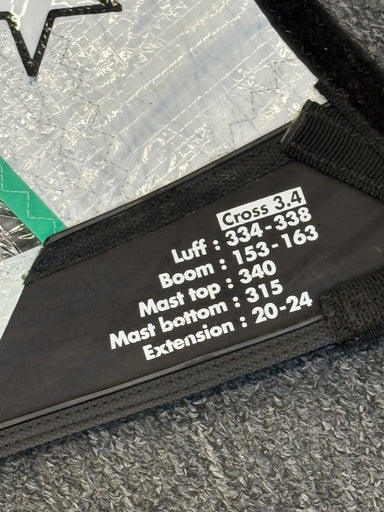 Cross 3.4
Luff : 334-338
Boom : 153-163
Mast top : 340
Mast bottom : 315
Extension : 20-24